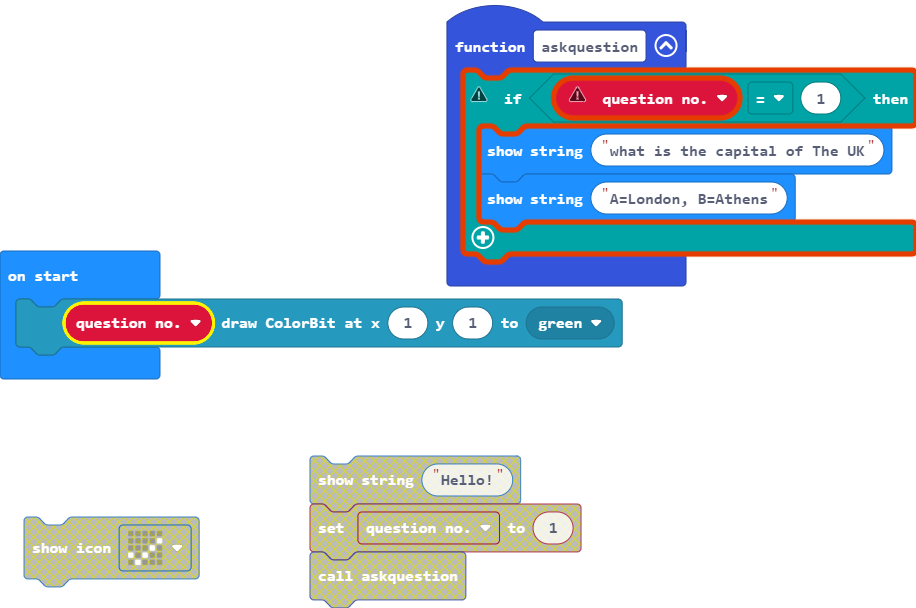 function askquestion
if question no. = 1 then
show string "what is the capital of The UK"
show string "A=London, B=Athens"
on start
question no. draw ColorBit at x 1 y 1 to green
show string "Hello!"
set question no. to 1
show icon
call askquestion